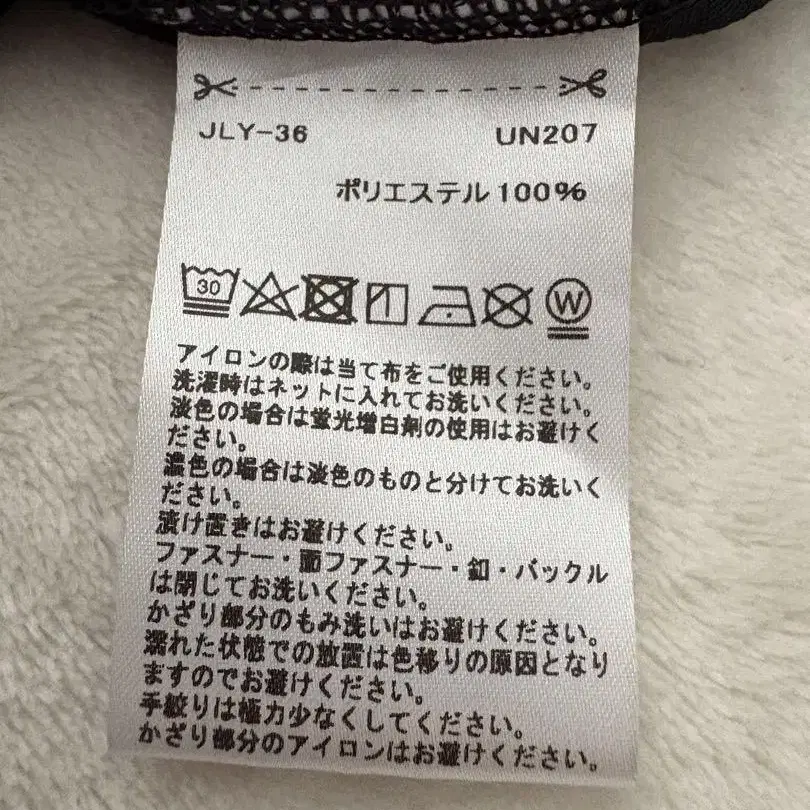 JLY-36 UN207
ポリエステル 100%
30 W
アイロンの際は当て布をご使用ください。
洗濯時はネットに入れてお洗いください。
淡色の場合は蛍光増白剤の使用はお避けく
ださい。
濃色の場合は淡色のものと分けてお洗いく
ださい。
漬け置きはお避けください。
ファスナー・面ファスナー・釦・バックル
は閉じてお洗いください。
かざり部分のもみ洗いはお避けください。
濡れた状態での放置は色移りの原因となり
ますのでお避けください。
手絞りは極力少なくしてください。
かざり部分のアイロンはお避けください。